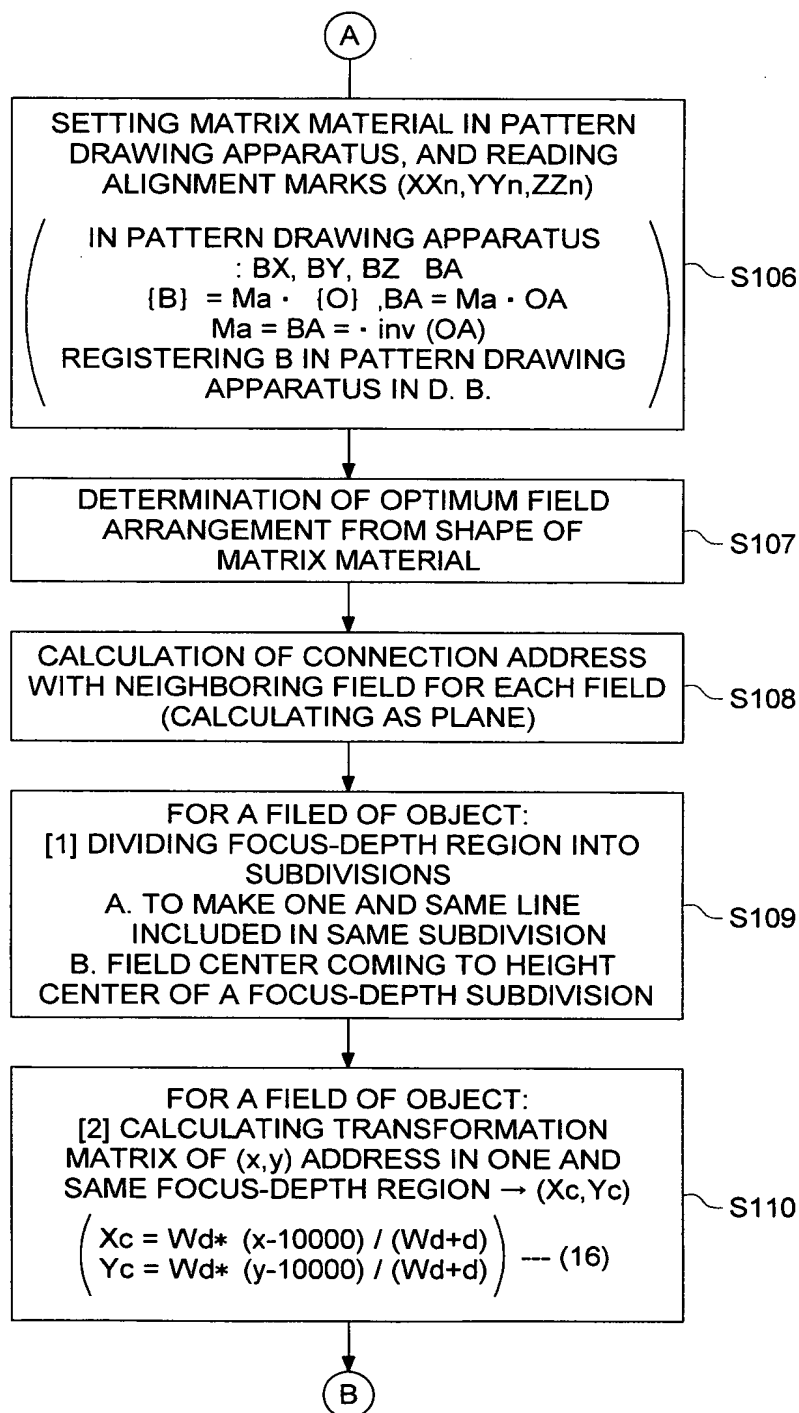 A
SETTING MATRIX MATERIAL IN PATTERN
DRAWING APPARATUS, AND READING
ALIGNMENT MARKS (XXn,YYn,ZZn)
IN PATTERN DRAWING APPARATUS
: BX, BY, BZ BA
{B} = Ma · {O} ,BA = Ma · OA
Ma = BA = · inv (OA)
REGISTERING B IN PATTERN DRAWING
APPARATUS IN D. B.
S106
DETERMINATION OF OPTIMUM FIELD
ARRANGEMENT FROM SHAPE OF
MATRIX MATERIAL
S107
CALCULATION OF CONNECTION ADDRESS
WITH NEIGHBORING FIELD FOR EACH FIELD
(CALCULATING AS PLANE)
S108
FOR A FILED OF OBJECT:
[1] DIVIDING FOCUS-DEPTH REGION INTO
SUBDIVISIONS
A. TO MAKE ONE AND SAME LINE
INCLUDED IN SAME SUBDIVISION
B. FIELD CENTER COMING TO HEIGHT
CENTER OF A FOCUS-DEPTH SUBDIVISION
S109
FOR A FIELD OF OBJECT:
[2] CALCULATING TRANSFORMATION
MATRIX OF (x,y) ADDRESS IN ONE AND
SAME FOCUS-DEPTH REGION → (Xc,Yc)
Xc = Wd* (x-10000) / (Wd+d)
Yc = Wd* (y-10000) / (Wd+d)
--- (16)
S110
B